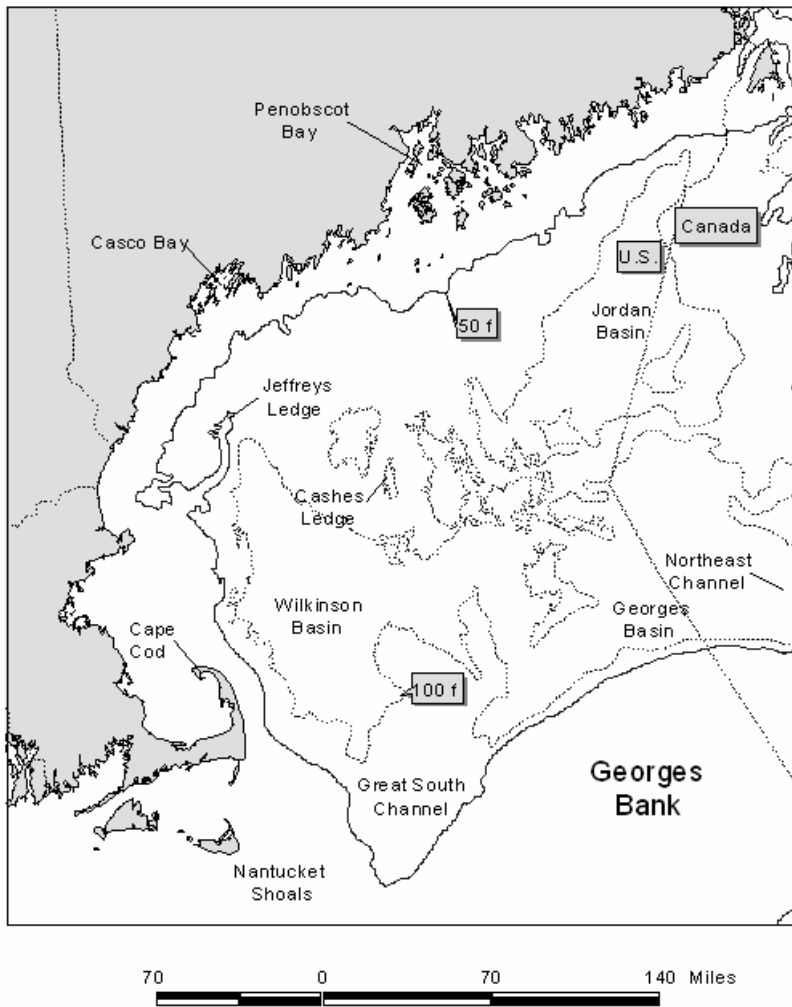 Penobscot
Bay
Casco Bay
Canada
U.S.
Jordan
Basin
50 f
Jeffreys
Ledge
Cashes
Ledge
Northeast
Channel
Wilkinson
Basin
Georges
Basin
Cape
Cod
100 f
Georges
Bank
Great South
Channel
Nantucket
Shoals
70 0 70 140 Miles